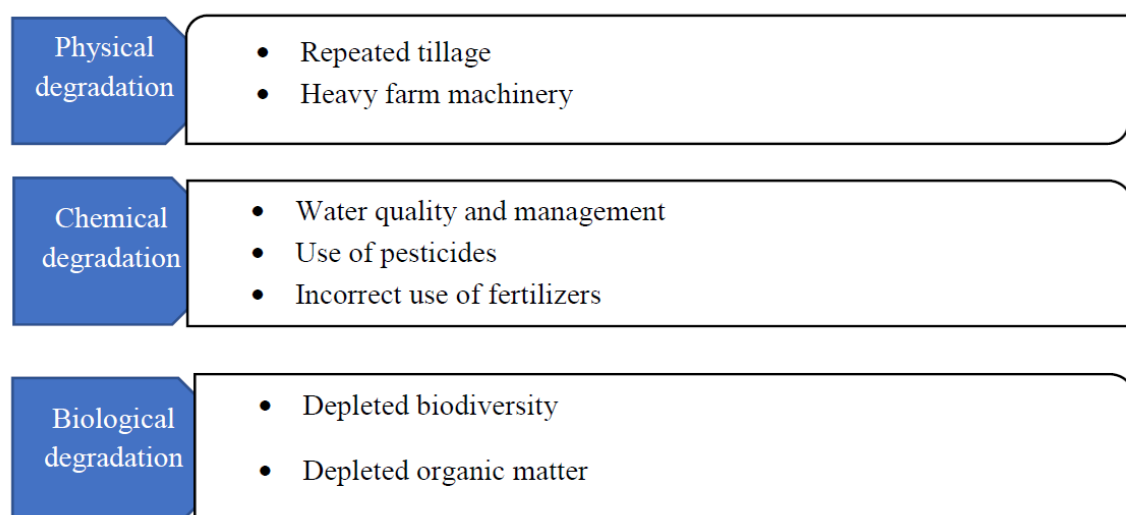 Physical
degradation
• Repeated tillage
• Heavy farm machinery
Chemical
degradation
• Water quality and management
• Use of pesticides
• Incorrect use of fertilizers
Biological
degradation
• Depleted biodiversity
• Depleted organic matter